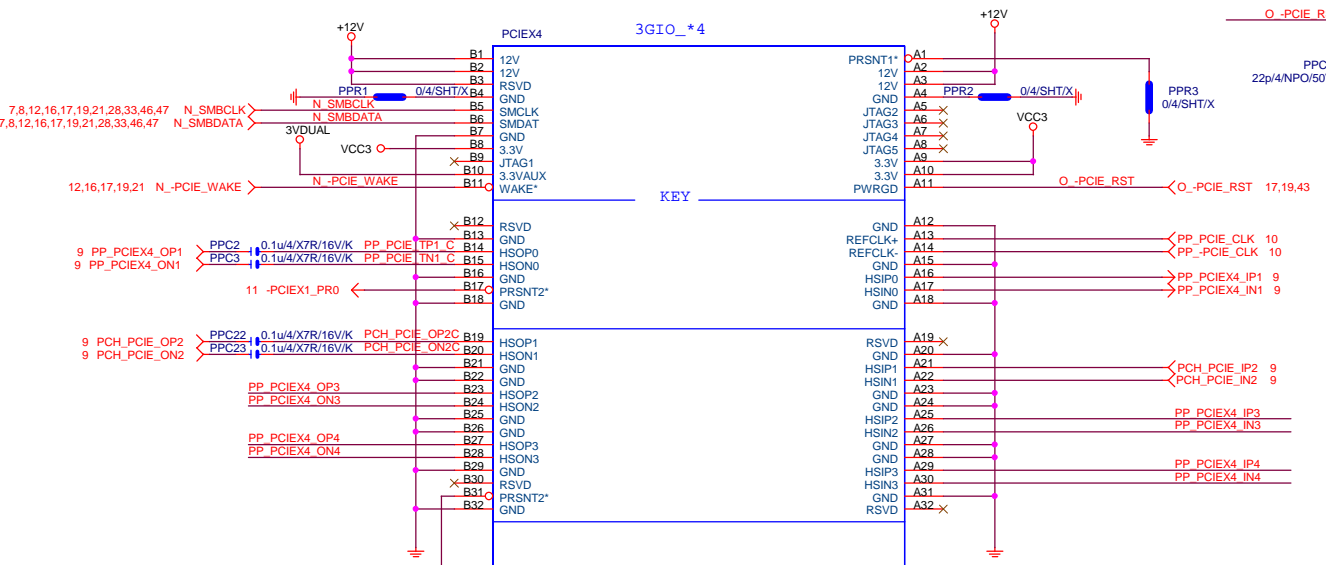 O_-PCIE_R
+12V
+12V
PCIEX4
3GIO_*4
PPC
22p/4/NPO/50
B1 12V PRSNT1* A1
B2 12V 12V A2
B3 RSVD 12V A3
PPR1 0/4/SHT/X B4 GND GND A4 PPR2 0/4/SHT/X
PPR3
0/4/SHT/X
7,8,12,16,17,19,21,28,33,46,47 N_SMBCLK N_SMBCLK B5 SMCLK JTAG2 A5
7,8,12,16,17,19,21,28,33,46,47 N_SMBDATA N_SMBDATA B6 SMDAT JTAG3 A6
3VDUAL B7 GND JTAG4 A7 VCC3
VCC3 B8 3.3V JTAG5 A8
B9 JTAG1 3.3V A9
B10 3.3VAUX 3.3V A10
12,16,17,19,21 N_-PCIE_WAKE N_-PCIE_WAKE B11 WAKE* PWRGD A11 O_-PCIE_RST O_-PCIE_RST 17,19,43
KEY
B12 RSVD GND A12
B13 GND REFCLK+ A13 PP_PCIE_CLK 10
9 PP_PCIEX4_OP1 PPC2 0.1u/4/X7R/16V/K PP_PCIE_TP1_C B14 HSOP0 REFCLK- A14 PP_-PCIE_CLK 10
9 PP_PCIEX4_ON1 PPC3 0.1u/4/X7R/16V/K PP_PCIE_TN1_C B15 HSON0 GND A15
B16 GND HSIP0 A16 PP_PCIEX4_IP1 9
11 -PCIEX1_PR0 B17 PRSNT2* HSIN0 A17 PP_PCIEX4_IN1 9
B18 GND GND A18
9 PCH_PCIE_OP2 PPC22 0.1u/4/X7R/16V/K PCH_PCIE_OP2C B19 HSOP1 RSVD A19
9 PCH_PCIE_ON2 PPC23 0.1u/4/X7R/16V/K PCH_PCIE_ON2C B20 HSON1 GND A20
B21 GND HSIP1 A21 PCH_PCIE_IP2 9
B22 GND HSIN1 A22 PCH_PCIE_IN2 9
PP_PCIEX4_OP3 B23 HSOP2 GND A23
PP_PCIEX4_ON3 B24 HSON2 GND A24
B25 GND HSIP2 A25 PP_PCIEX4_IP3
B26 GND HSIN2 A26 PP_PCIEX4_IN3
PP_PCIEX4_OP4 B27 HSOP3 GND A27
PP_PCIEX4_ON4 B28 HSON3 GND A28
B29 GND HSIP3 A29 PP_PCIEX4_IP4
B30 RSVD HSIN3 A30 PP_PCIEX4_IN4
B31 PRSNT2* GND A31
B32 GND RSVD A32